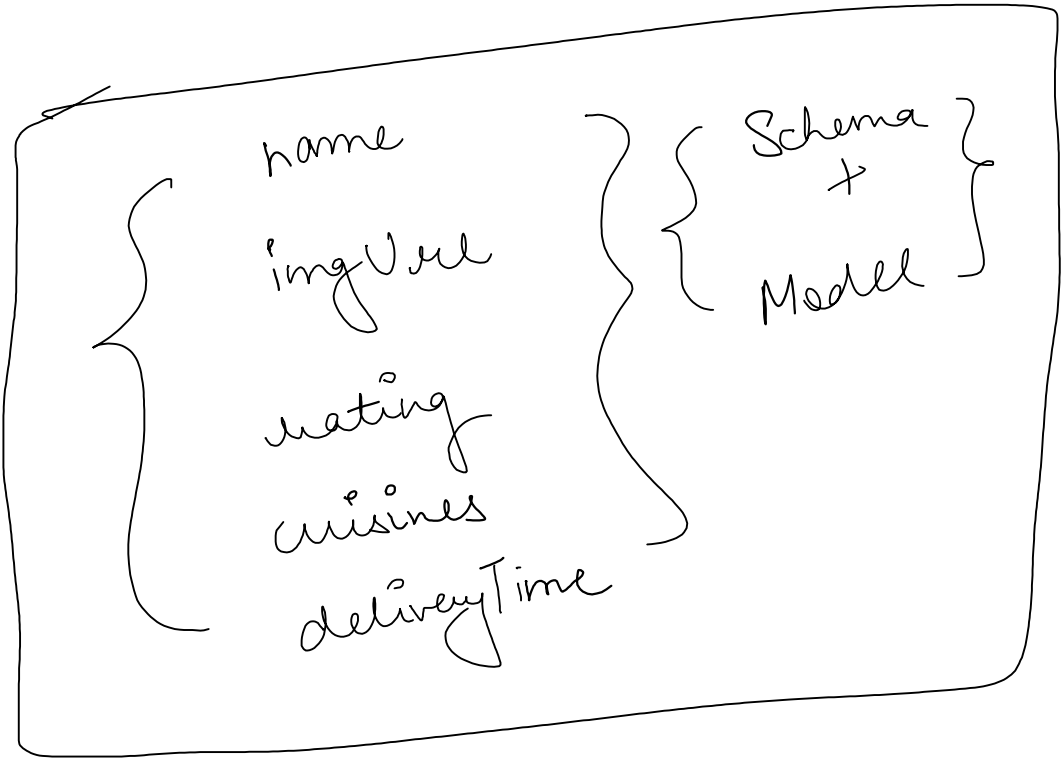 name
imgUrl
rating
cuisines
deliveryTime
Schema
+
Model